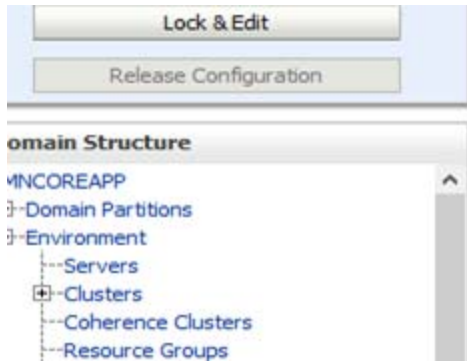 Lock & Edit
Release Configuration
omain Structure
MNCOREAPP
Domain Partitions
Environment
Servers
Clusters
Coherence Clusters
Resource Groups